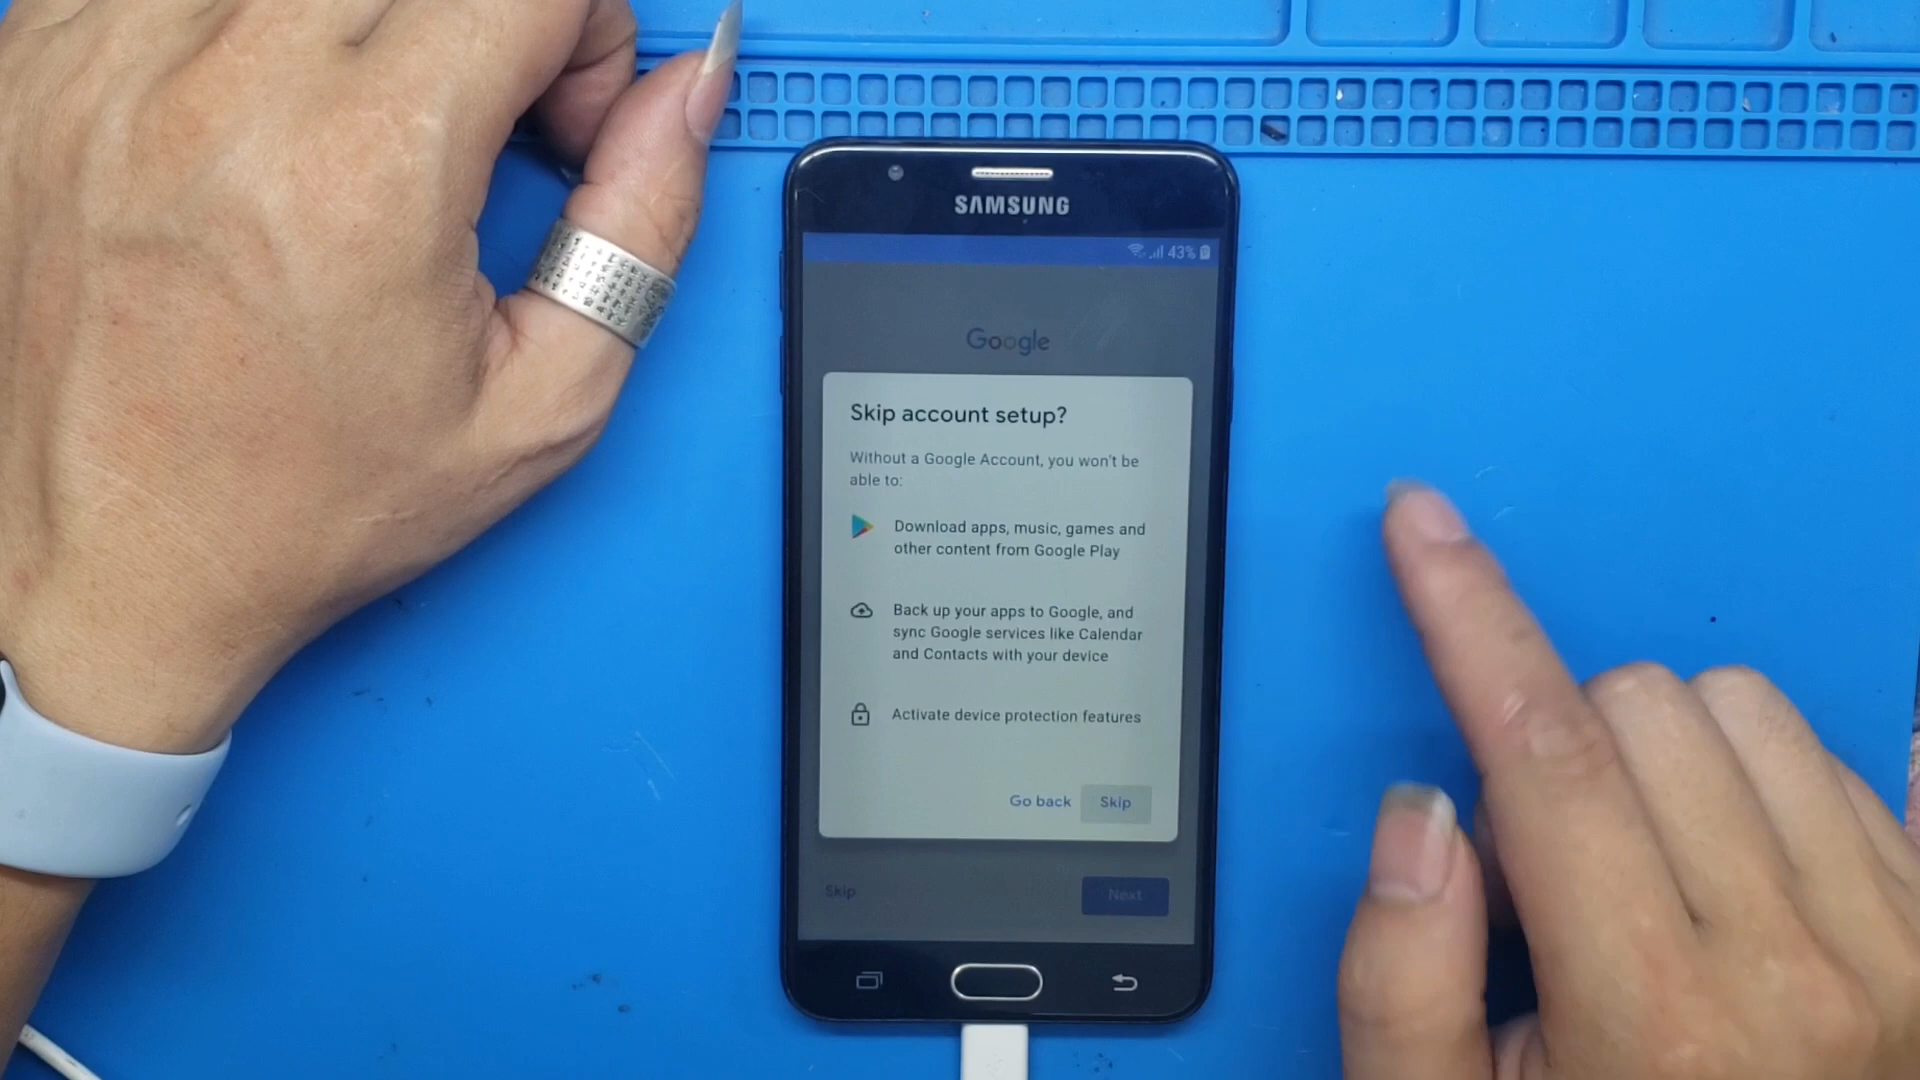 SAMSUNG
43%
Google
Skip account setup?
Without a Google Account, you won't be
able to:
Download apps, music, games and
other content from Google Play
Back up your apps to Google, and
sync Google services like Calendar
and Contacts with your device
Activate device protection features
Go back Skip
Skip Next